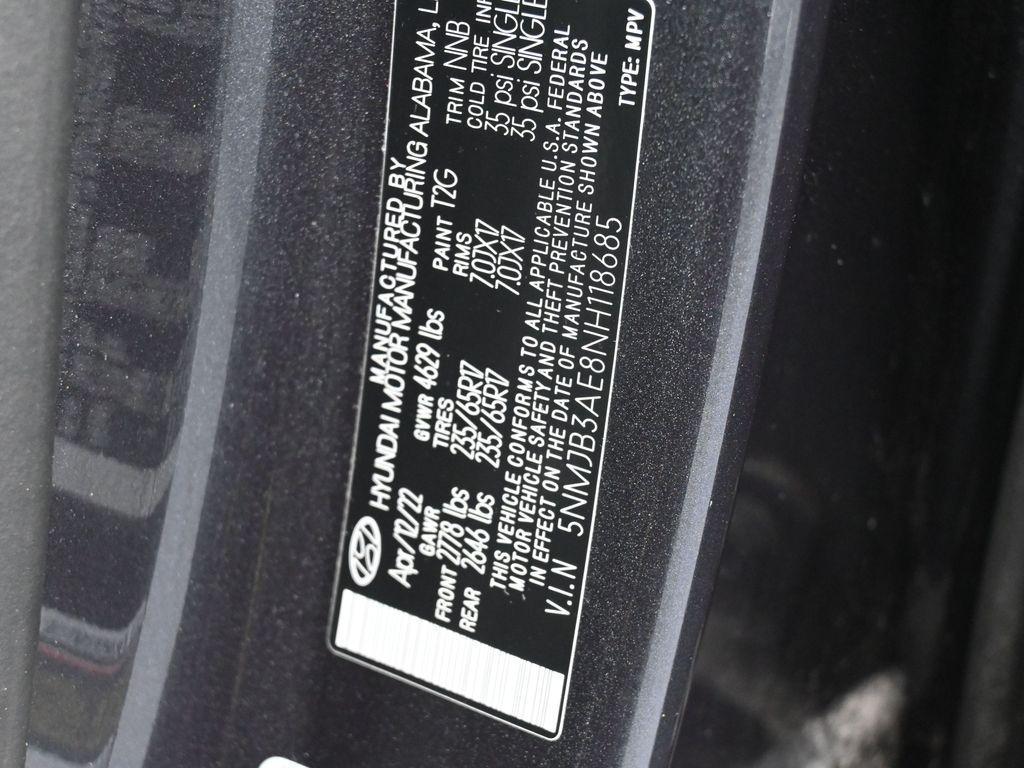 MANUFACTURED BY
HYUNDAI MOTOR MANUFACTURING ALABAMA, L
Apr/12/22 GVWR 4629 lbs PAINT T2G TRIM NNB
GAWR TIRES RIMS COLD TIRE INF
FRONT 2778 lbs 235/65R17 7.0JX17 35 psi SINGLE
REAR 2646 lbs 235/65R17 7.0JX17 35 psi SINGLE
THIS VEHICLE CONFORMS TO ALL APPLICABLE U.S.A. FEDERAL
MOTOR VEHICLE SAFETY AND THEFT PREVENTION STANDARDS
IN EFFECT ON THE DATE OF MANUFACTURE SHOWN ABOVE
V.I.N 5NMJB3AE8NH118685 TYPE: MPV